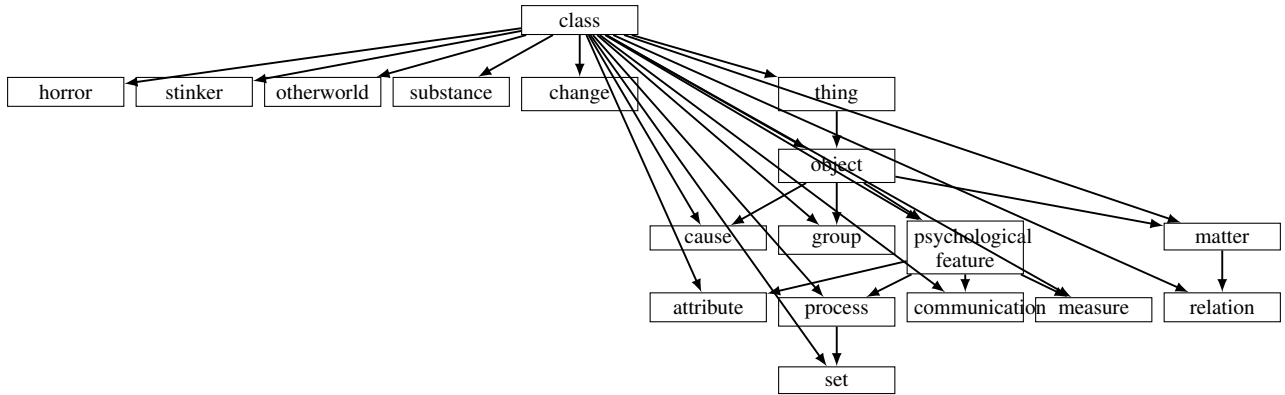 class
horror
stinker
otherworld
substance
change
thing
object
cause
group
psychological
feature
matter
attribute
process
communication
measure
relation
set